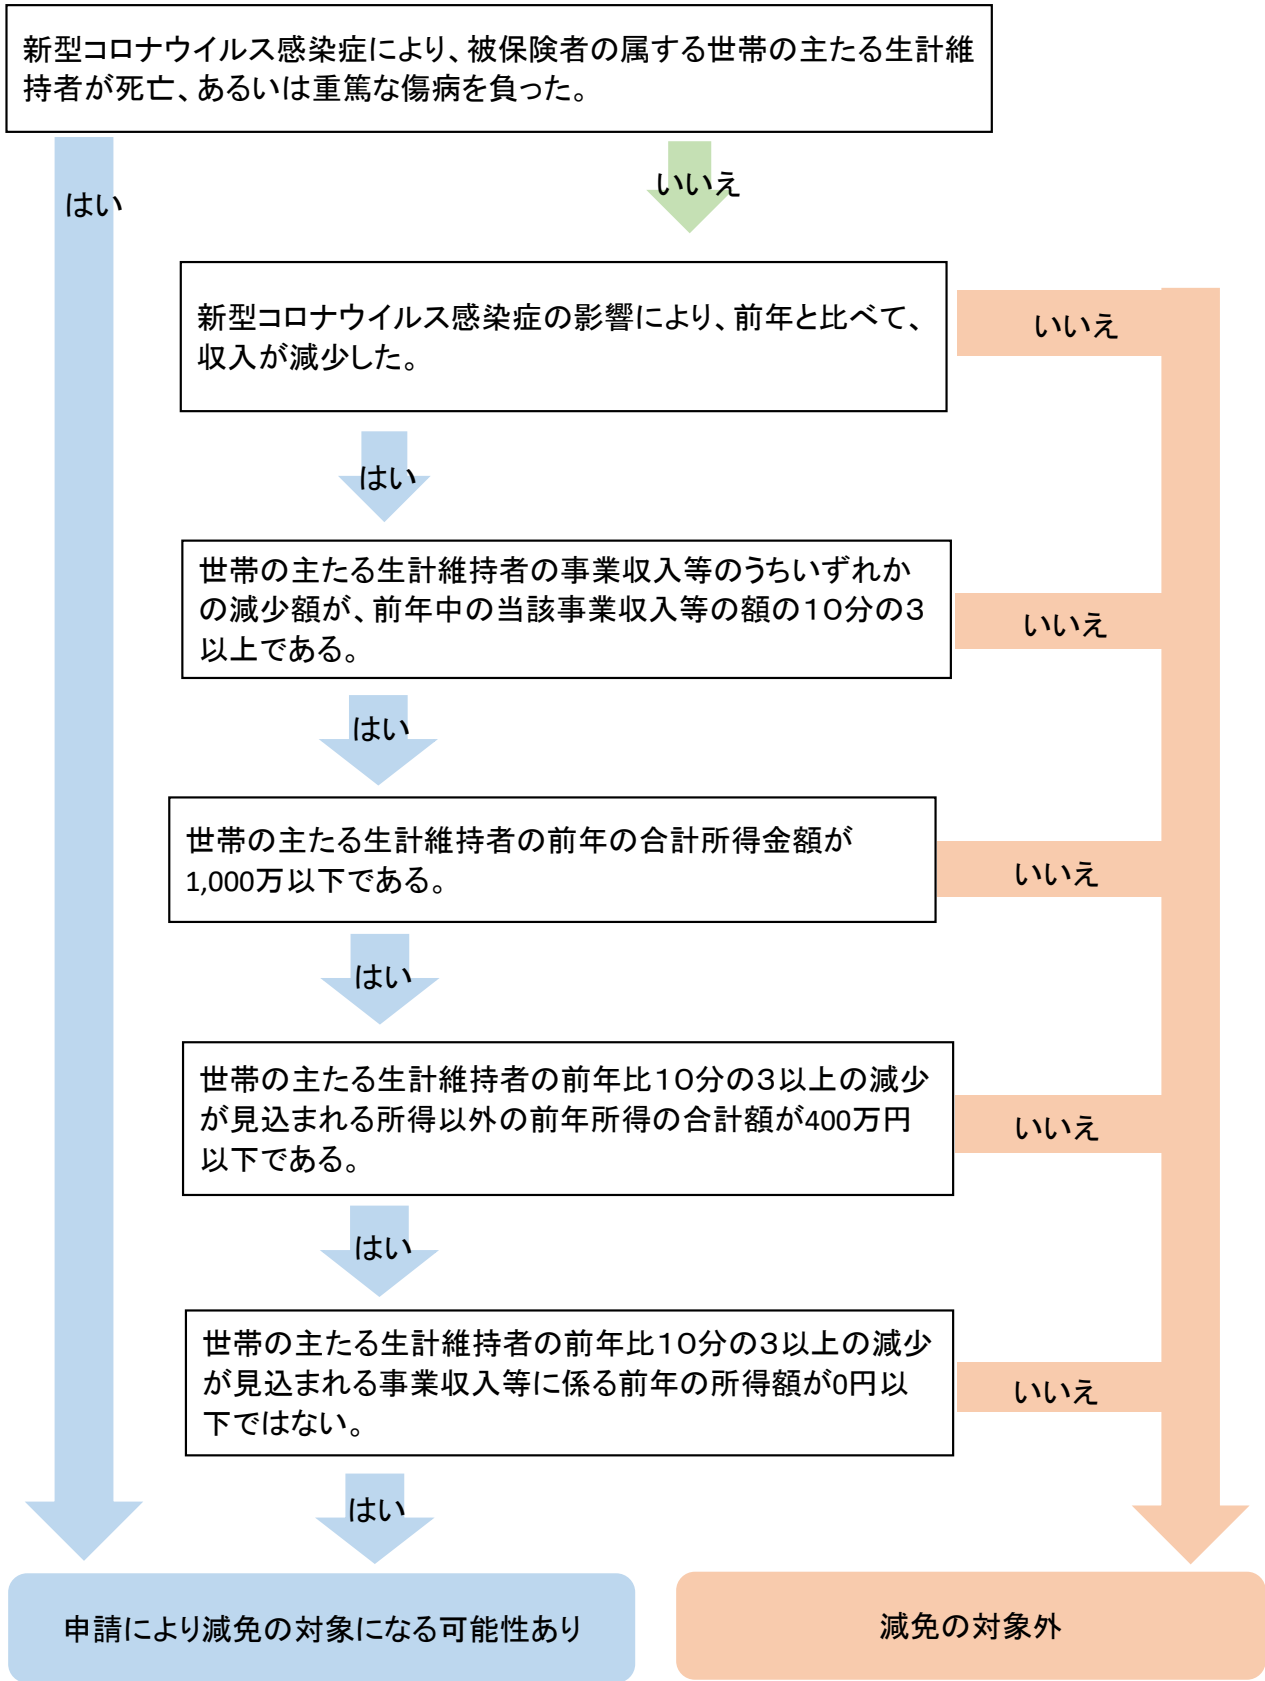 新型コロナウイルス感染症により、被保険者の属する世帯の主たる生計維
持者が死亡、あるいは重篤な傷病を負った。
はい
いいえ
新型コロナウイルス感染症の影響により、前年と比べて、
収入が減少した。
いいえ
はい
世帯の主たる生計維持者の事業収入等のうちいずれか
の減少額が、前年中の当該事業収入等の額の１０分の３
以上である。
いいえ
はい
世帯の主たる生計維持者の前年の合計所得金額が
1,000万以下である。
いいえ
はい
世帯の主たる生計維持者の前年比１０分の３以上の減少
が見込まれる所得以外の前年所得の合計額が400万円
以下である。
いいえ
はい
世帯の主たる生計維持者の前年比１０分の３以上の減少
が見込まれる事業収入等に係る前年の所得額が0円以
下ではない。
いいえ
はい
申請により減免の対象になる可能性あり
減免の対象外